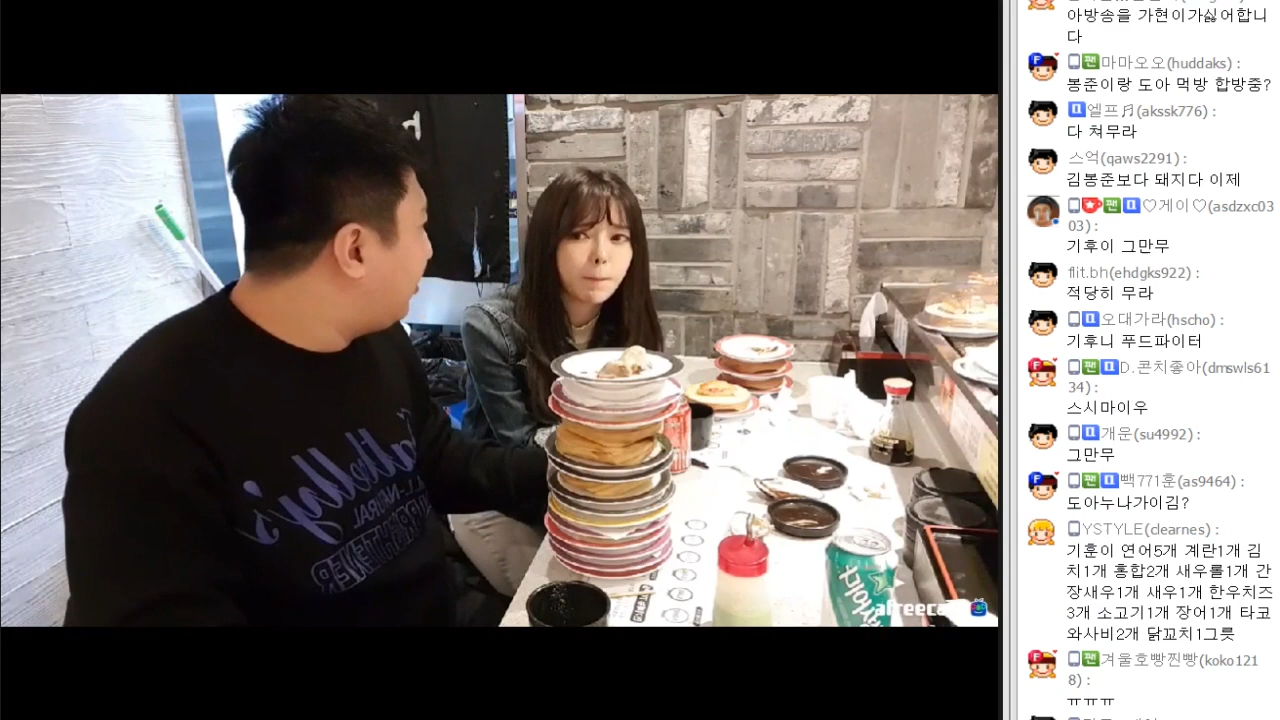 아방송을 가현이가싫어합니
다
마마오오(huddaks) :
봉준이랑 도아 먹방 합방중?
엘프♬(akssk776) :
다 쳐무라
스억(qaws2291) :
김봉준보다 돼지다 이제
♡게이♡(asdzxc03
03) :
기후이 그만무
flit.bh(ehdgks922) :
적당히 무라
오대가라(hscho) :
기후니 푸드파이터
D.콘치좋아(dmswls61
34) :
스시마이우
개운(su4992) :
그만무
빽771훈(as9464) :
도아누나가이김?
YSTYLE(clearnes) :
기훈이 연어5개 계란1개 김
치1개 홍합2개 새우롤1개 간
장새우1개 새우1개 한우치즈
3개 소고기1개 장어1개 타코
와사비2개 닭꼬치1그릇
겨울호빵찐빵(koko121
8) :
ㅠㅠㅠ